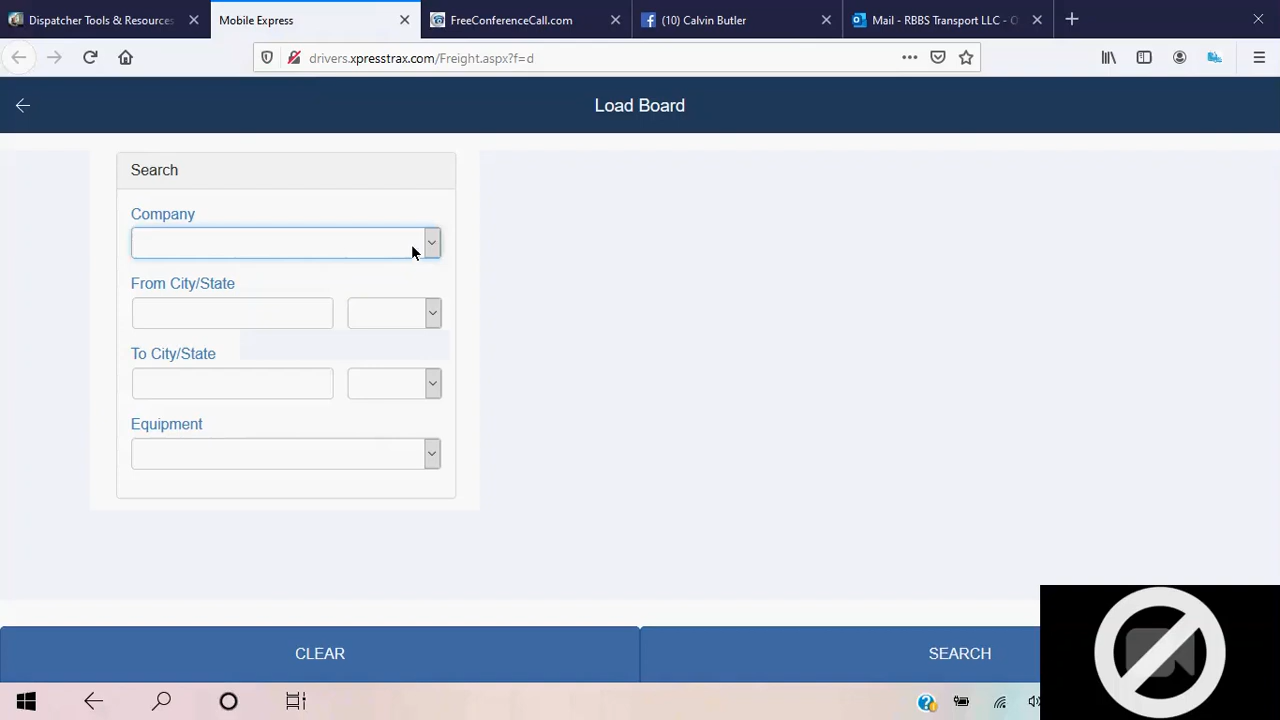 Dispatcher Tools & Resources
Mobile Express
FreeConferenceCall.com
(10) Calvin Butler
Mail - RBBS Transport LLC - O
drivers.xpresstrax.com/Freight.aspx?f=d
Load Board
Search
Company
From City/State
To City/State
Equipment
CLEAR
SEARCH